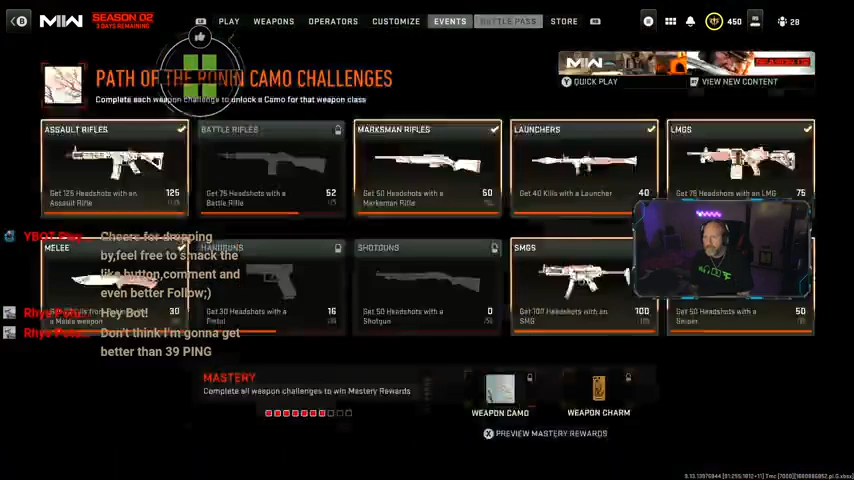 MWII SEASON 02
3 DAYS REMAINING
PLAY WEAPONS OPERATORS CUSTOMIZE EVENTS BATTLE PASS STORE
450
28
PATH OF THE RONIN CAMO CHALLENGES
Complete each weapon challenge to unlock a Camo for that weapon class
QUICK PLAY
VIEW NEW CONTENT
ASSAULT RIFLES
Get 125 Headshots with an
Assault Rifle
125
BATTLE RIFLES
Get 75 Headshots with a
Battle Rifle
52
MARKSMAN RIFLES
Get 50 Headshots with a
Marksman Rifle
50
LAUNCHERS
Get 40 Kills with a Launcher
40
LMGS
Get 75 Headshots with an LMG
75
MELEE
a Melee weapon
30
HANDGUNS
Get 30 Headshots with a
Pistol
16
SHOTGUNS
Get 50 Headshots with a
Shotgun
0
SMGS
Get 100 Headshots with an
SMG
100
Get 50 Headshots with a
Sniper
50
Cheers for dropping
by,feel free to smack the
like button,comment and
even better Follow;)
Hey Bot!
Don't think I'm gonna get
better than 39 PING
MASTERY
Complete all weapon challenges to win Mastery Rewards
WEAPON CAMO
WEAPON CHARM
PREVIEW MASTERY REWARDS